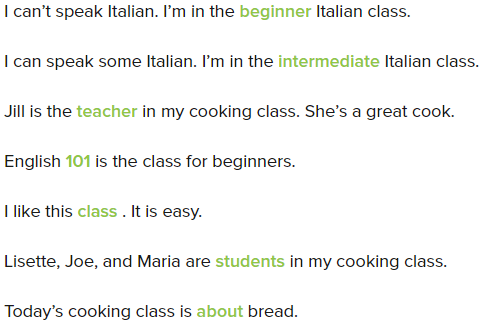 I can’t speak Italian. I’m in the beginner Italian class.
I can speak some Italian. I’m in the intermediate Italian class.
Jill is the teacher in my cooking class. She’s a great cook.
English 101 is the class for beginners.
I like this class . It is easy.
Lisette, Joe, and Maria are students in my cooking class.
Today’s cooking class is about bread.